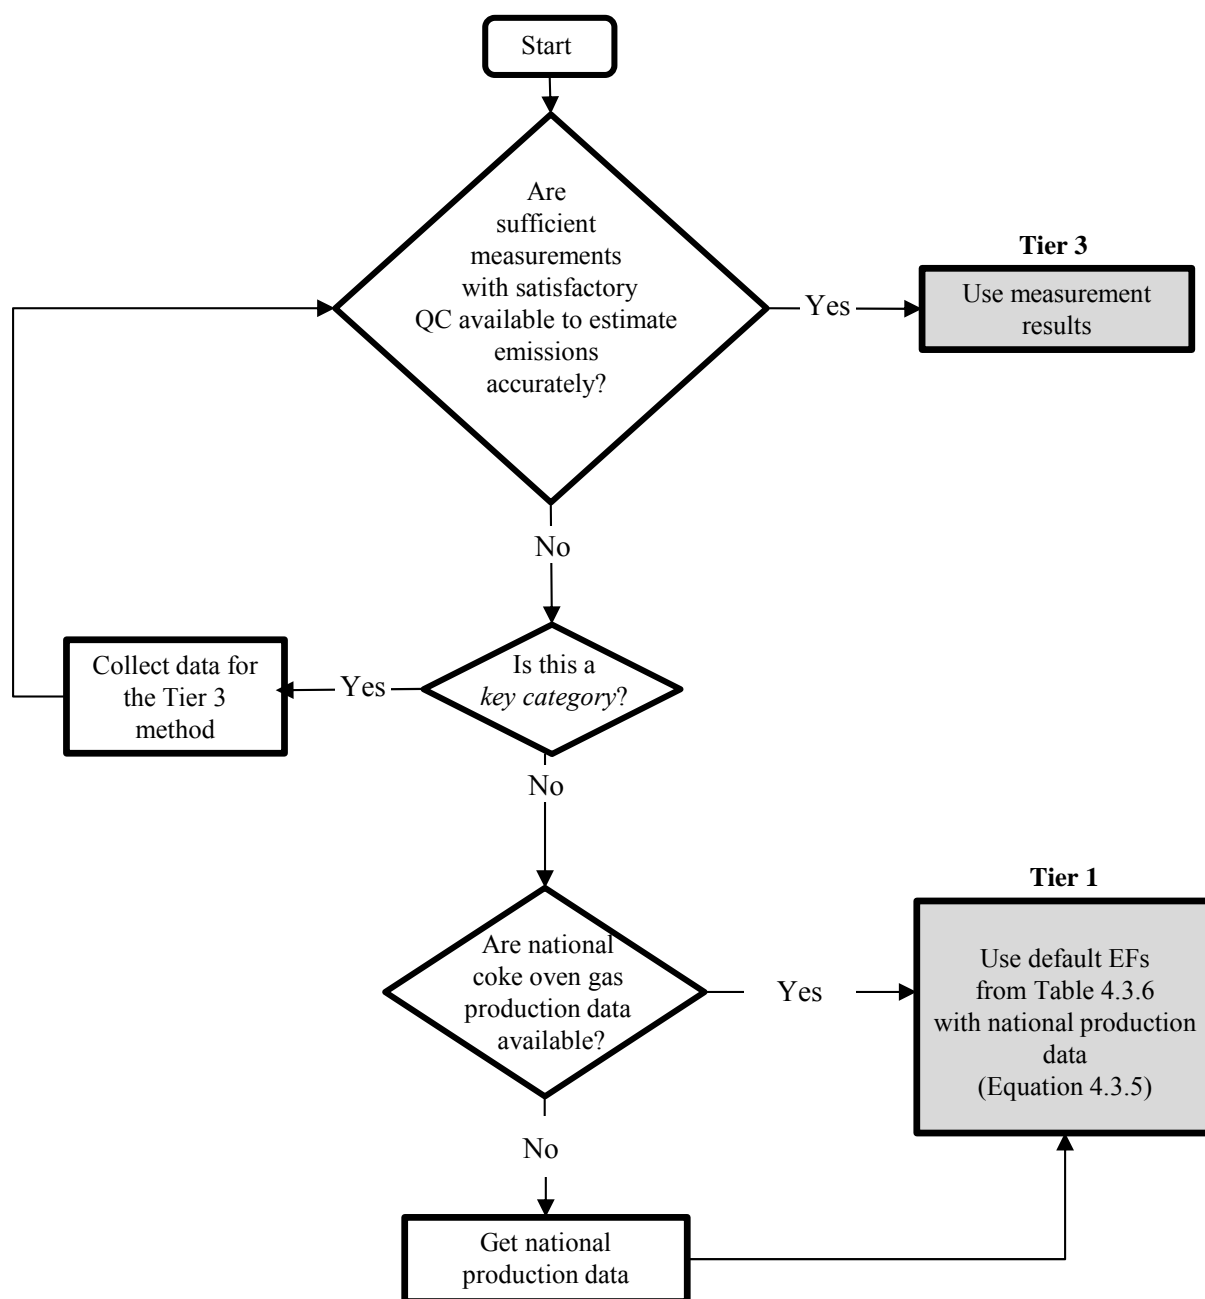 Start
Are
sufficient
measurements
with satisfactory
QC available to estimate
emissions
accurately?
Yes
Tier 3
Use measurement
results
No
Is this a
key category?
Yes
Collect data for
the Tier 3
method
No
Are national
coke oven gas
production data
available?
Yes
Tier 1
Use default EFs
from Table 4.3.6
with national production
data
(Equation 4.3.5)
No
Get national
production data